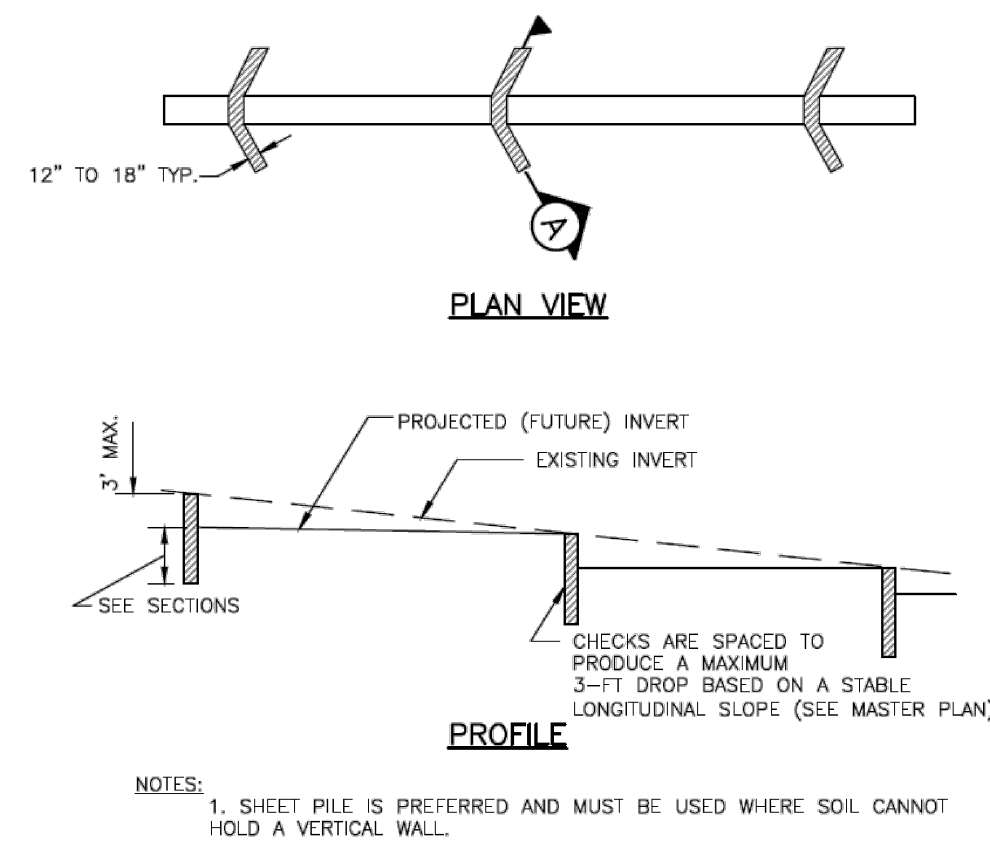 12" TO 18" TYP.
A
PLAN VIEW
3' MAX.
PROJECTED (FUTURE) INVERT
EXISTING INVERT
SEE SECTIONS
CHECKS ARE SPACED TO
PRODUCE A MAXIMUM
3-FT DROP BASED ON A STABLE
LONGITUDINAL SLOPE (SEE MASTER PLAN)
PROFILE
NOTES:
1. SHEET PILE IS PREFERRED AND MUST BE USED WHERE SOIL CANNOT
HOLD A VERTICAL WALL.